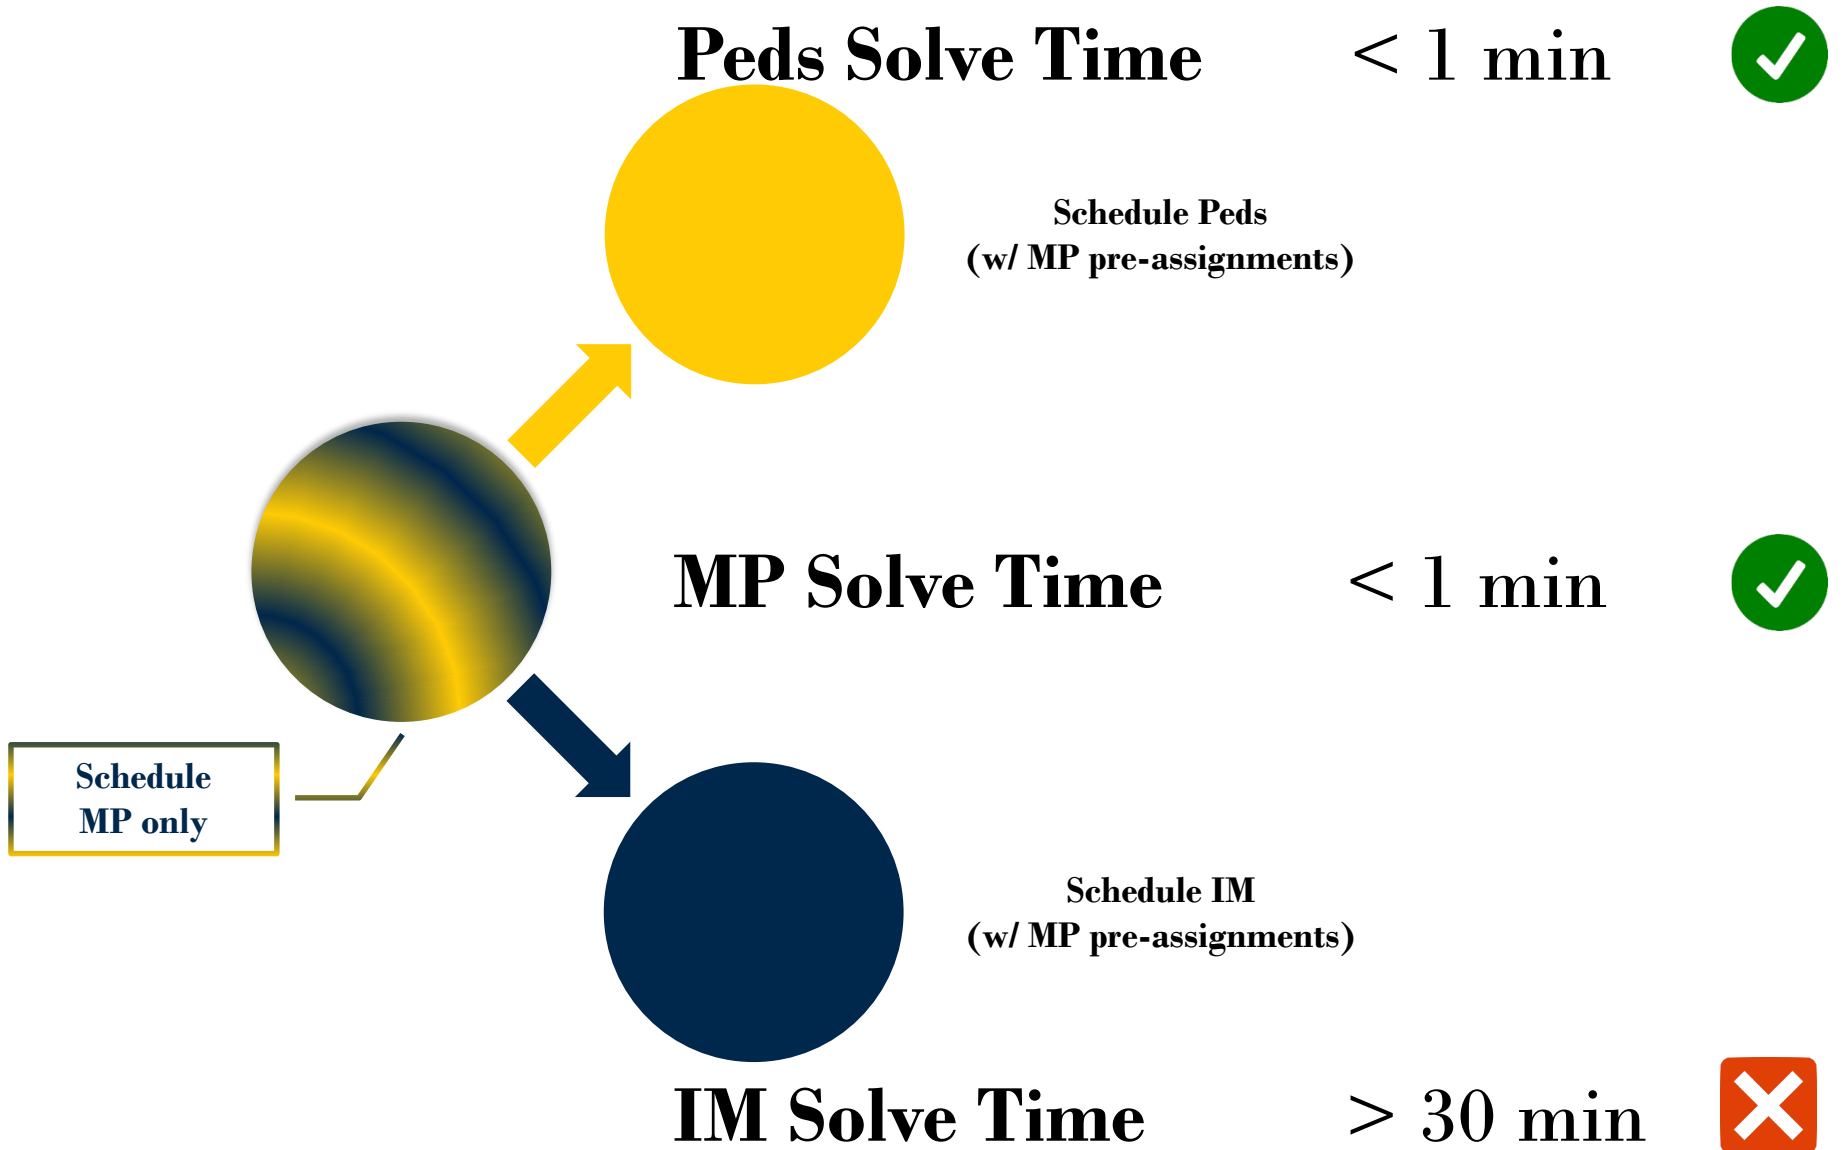 Peds Solve Time < 1 min
Schedule Peds
(w/ MP pre-assignments)
MP Solve Time < 1 min
Schedule
MP only
Schedule IM
(w/ MP pre-assignments)
IM Solve Time > 30 min